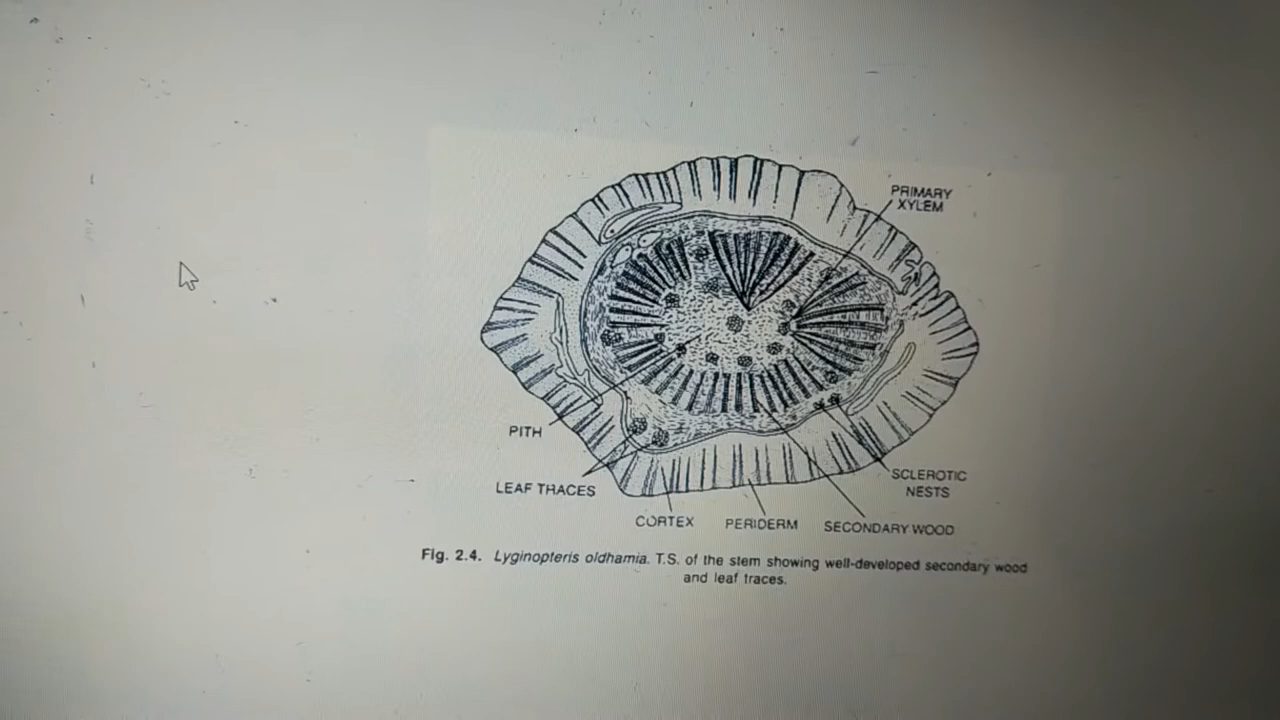 PRIMARY
XYLEM
PITH
LEAF TRACES
SCLEROTIC
NESTS
CORTEX
PERIDERM
SECONDARY WOOD
Fig. 2.4. Lyginopteris oldhamia. T.S. of the stem showing well-developed secondary wood
and leaf traces.